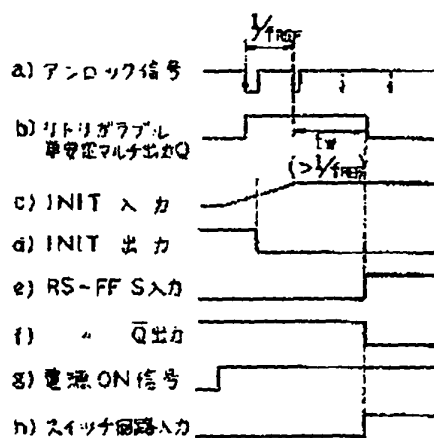 1/fREF
a) アンロック信号
b) リトリガラブル
単安定マルチ出力Q
tw
(>1/fREF)
c) INIT 入力
d) INIT 出力
e) RS-FF S入力
f) 〃 Q̅出力
g) 電源ON信号
h) スイッチ回路入力